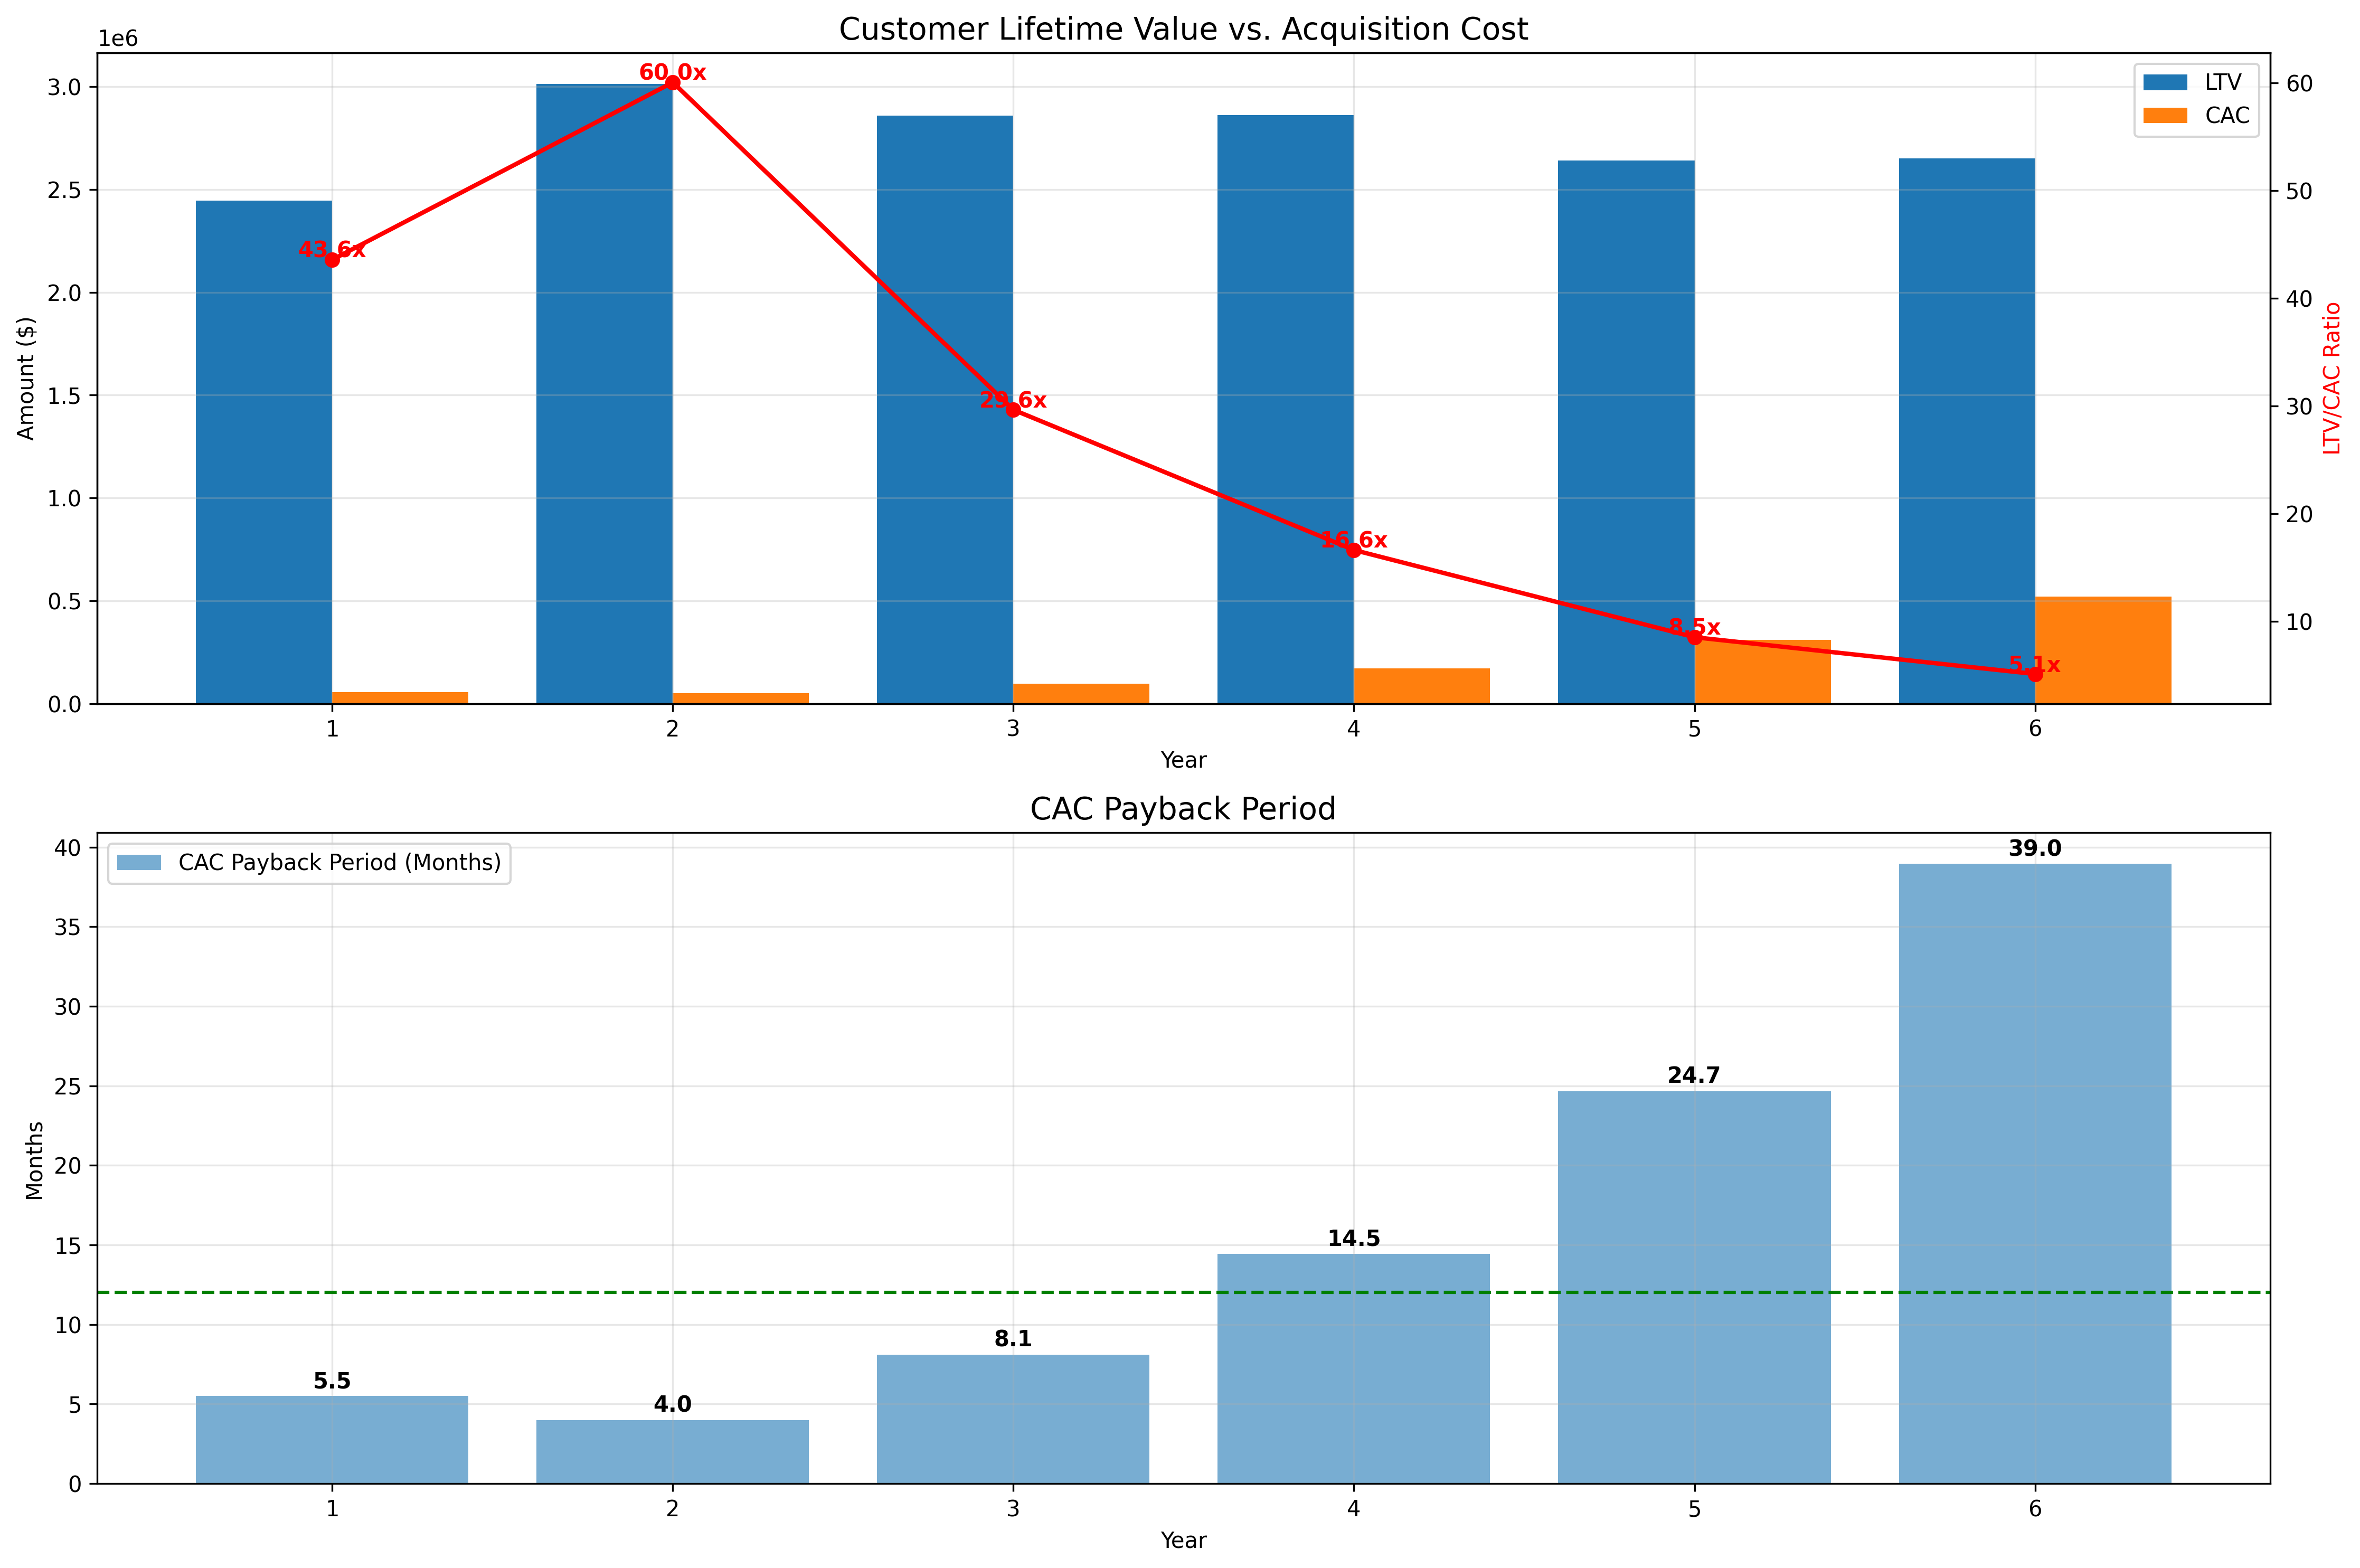 Customer Lifetime Value vs. Acquisition Cost
1e6
3.0
2.5
2.0
1.5
1.0
0.5
0.0
Amount ($)
43.6x
60.0x
29.6x
16.6x
8.5x
5.1x
LTV
CAC
60
50
40
30
20
10
LTV/CAC Ratio
1 2 3 4 5 6
Year
CAC Payback Period
CAC Payback Period (Months)
40
35
30
25
20
15
10
5
0
Months
5.5
4.0
8.1
14.5
24.7
39.0
1 2 3 4 5 6
Year